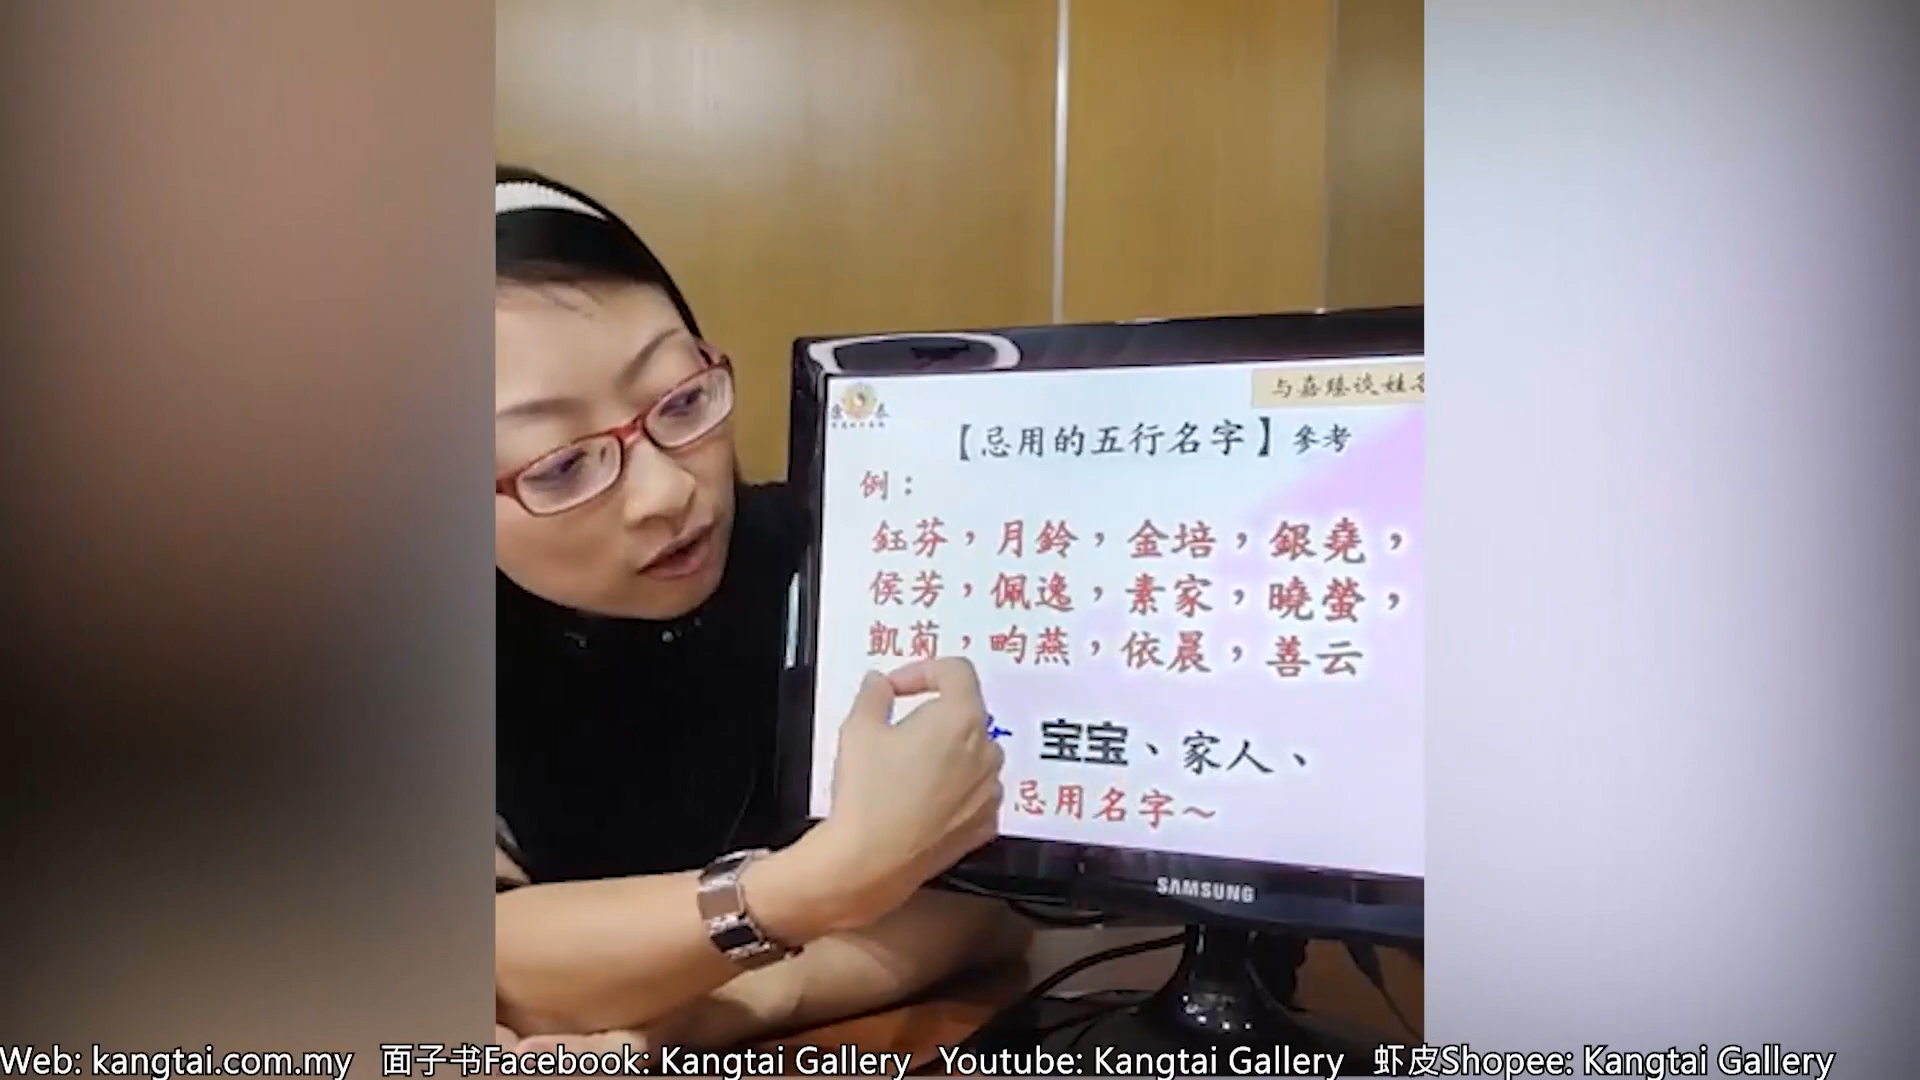 与嘉臻谈姓名
康 泰
【忌用的五行名字】參考
例：
鈺芬，月鈴，金培，銀堯，
侯芳，佩逸，素家，曉螢，
凱菊，畇燕，依晨，善云
宝宝、家人、
忌用名字～
SAMSUNG
Web: kangtai.com.my 面子书Facebook: Kangtai Gallery Youtube: Kangtai Gallery 虾皮Shopee: Kangtai Gallery